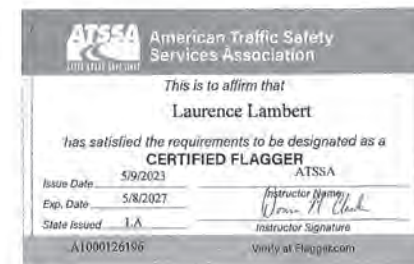 ATSSA
American Traffic Safety
Services Association
This is to affirm that
Laurence Lambert
has satisfied the requirements to be designated as a
CERTIFIED FLAGGER
Issue Date 5/9/2023
ATSSA
Instructor Name
Exp. Date 5/8/2027
State Issued LA
Instructor Signature
A1000126196
Verify at Flagger.com